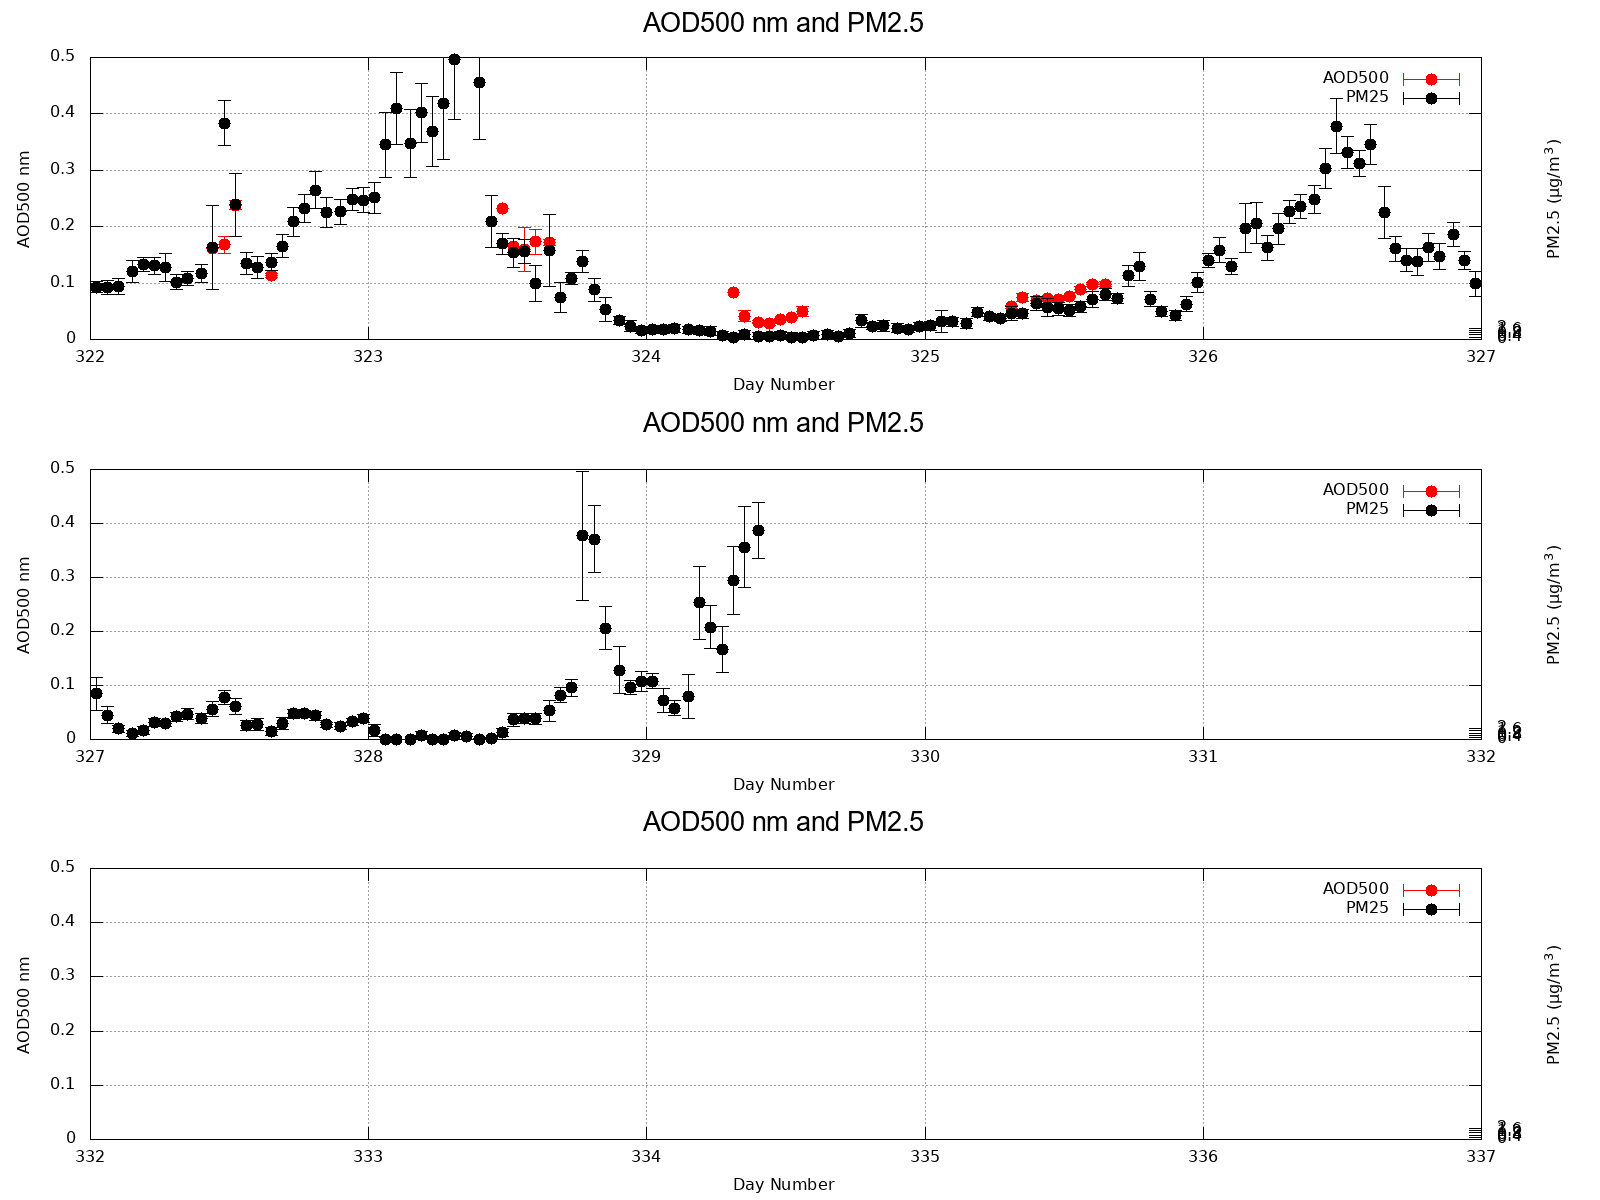 AOD500 nm and PM2.5
0.5
0.4
0.3
0.2
0.1
0
AOD500 nm
AOD500
PM25
PM2.5 (µg/m³)
322 323 324 325 326 327
Day Number
AOD500 nm and PM2.5
0.5
0.4
0.3
0.2
0.1
0
AOD500 nm
AOD500
PM25
PM2.5 (µg/m³)
327 328 329 330 331 332
Day Number
AOD500 nm and PM2.5
0.5
0.4
0.3
0.2
0.1
0
AOD500 nm
AOD500
PM25
PM2.5 (µg/m³)
332 333 334 335 336 337
Day Number